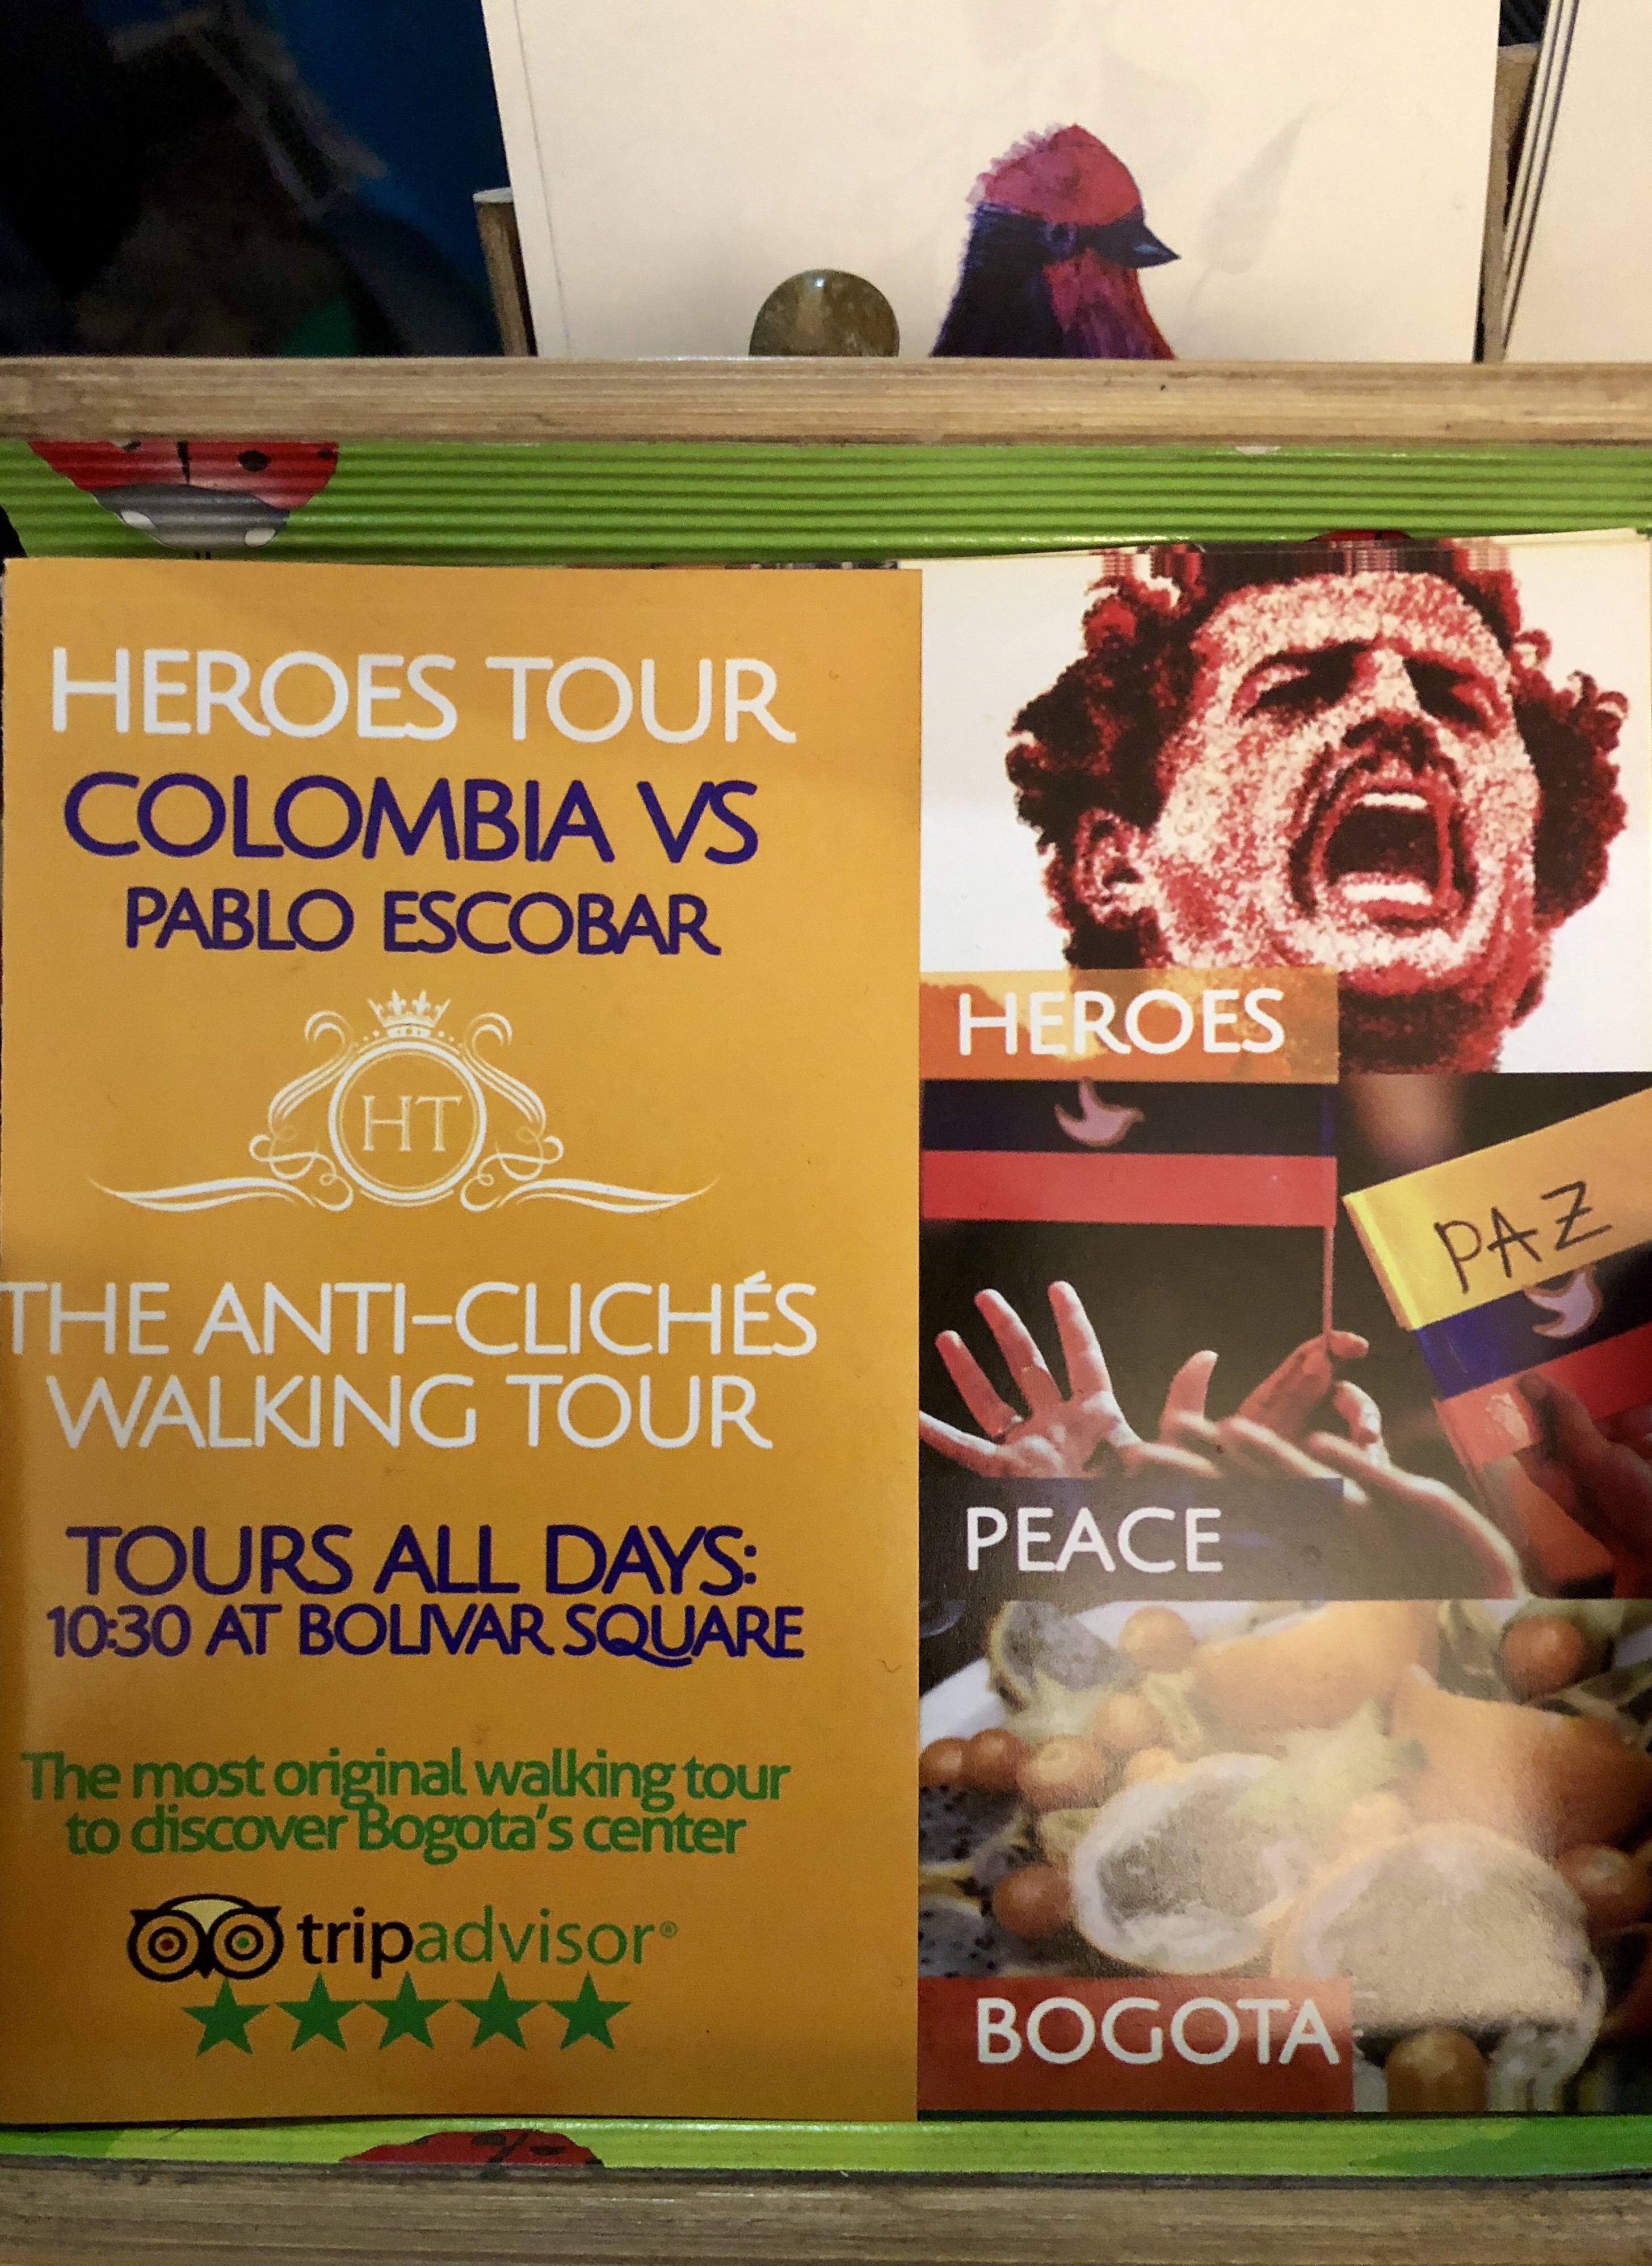 HEROES TOUR
COLOMBIA VS
PABLO ESCOBAR
HT
THE ANTI-CLICHÉS
WALKING TOUR
TOURS ALL DAYS:
10:30 AT BOLIVAR SQUARE
The most original walking tour
to discover Bogota's center
tripadvisor®
HEROES
PAZ
PEACE
BOGOTA